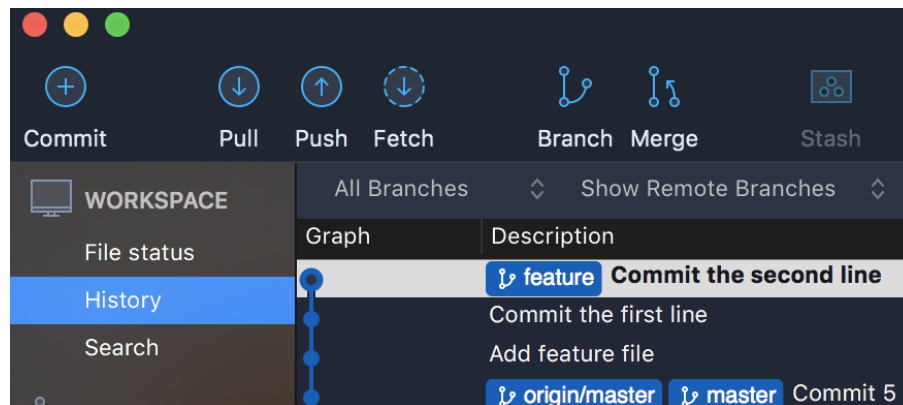 Commit Pull Push Fetch Branch Merge Stash
WORKSPACE
File status
History
Search
All Branches Show Remote Branches
Graph Description
feature Commit the second line
Commit the first line
Add feature file
origin/master master Commit 5